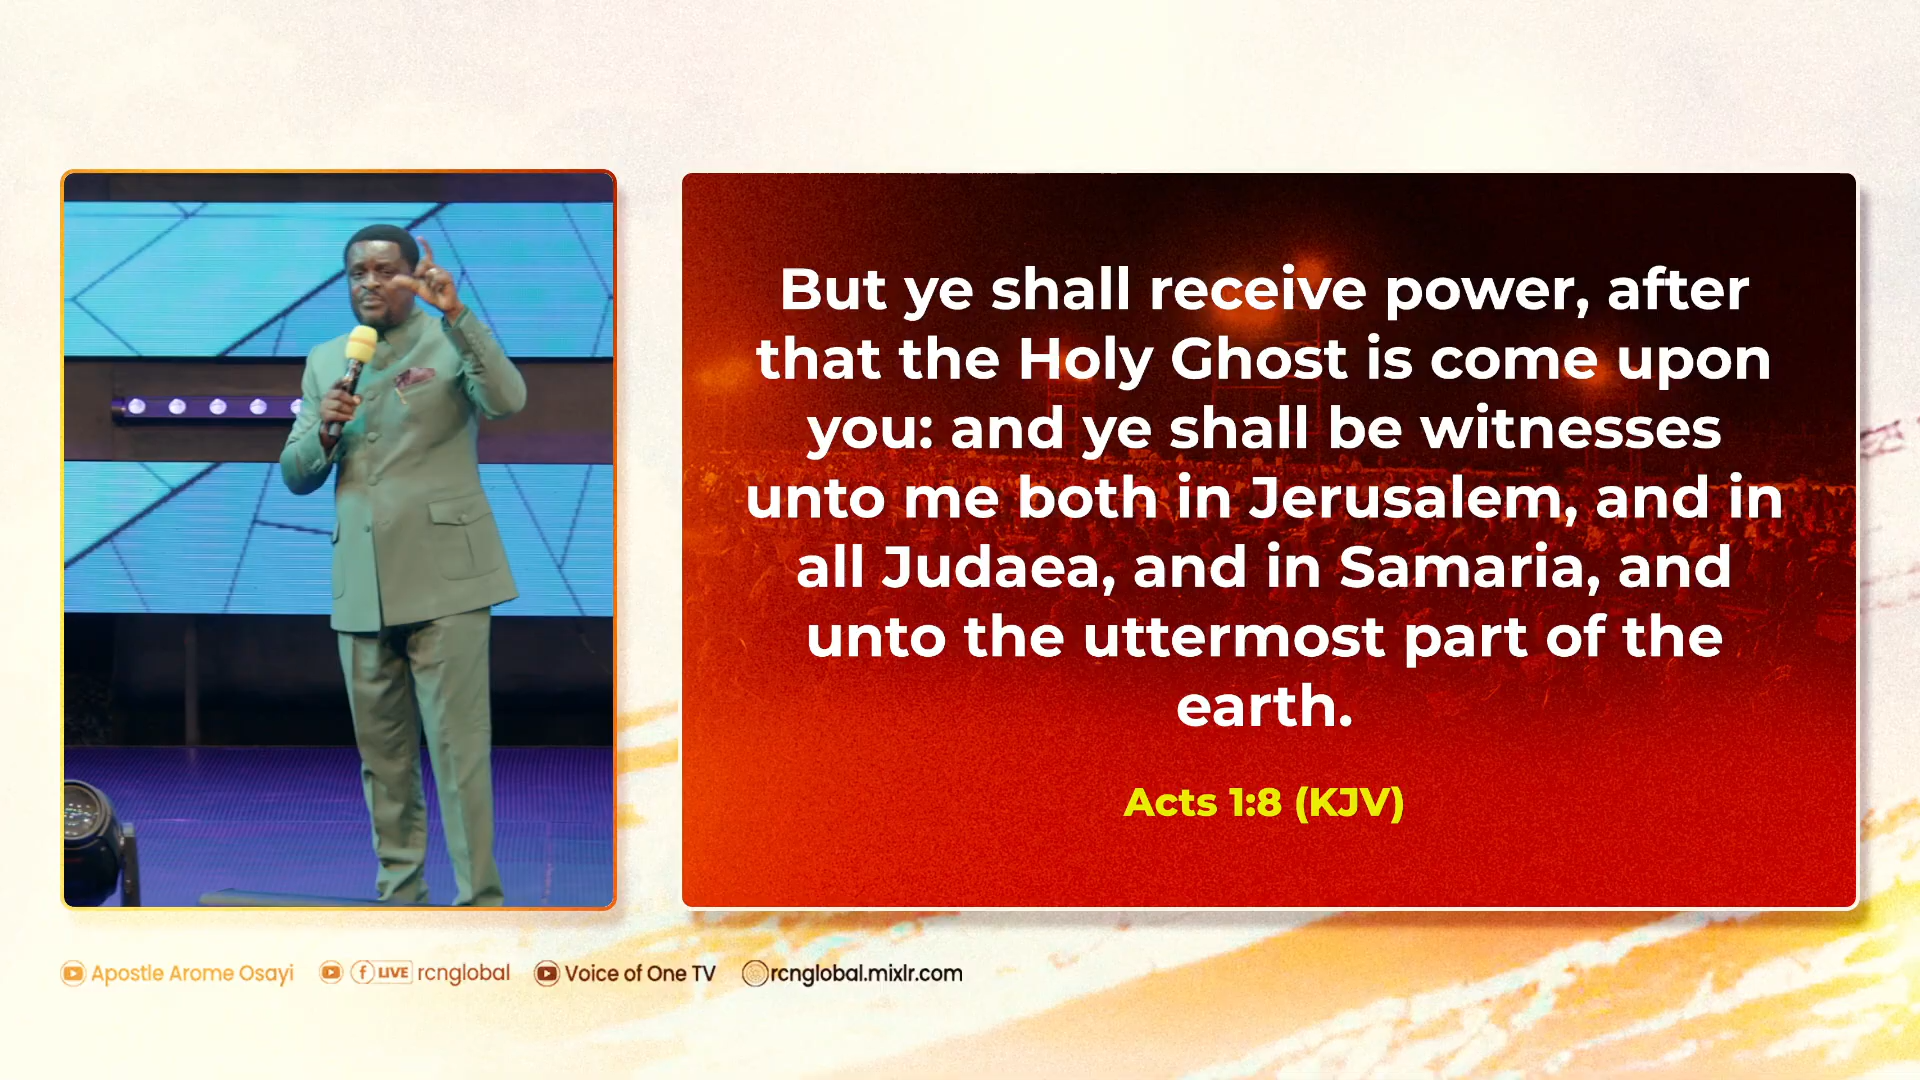 But ye shall receive power, after
that the Holy Ghost is come upon
you: and ye shall be witnesses
unto me both in Jerusalem, and in
all Judaea, and in Samaria, and
unto the uttermost part of the
earth.
Acts 1:8 (KJV)
Apostle Arome Osayi LIVE rcnglobal Voice of One TV rcnglobal.mixlr.com